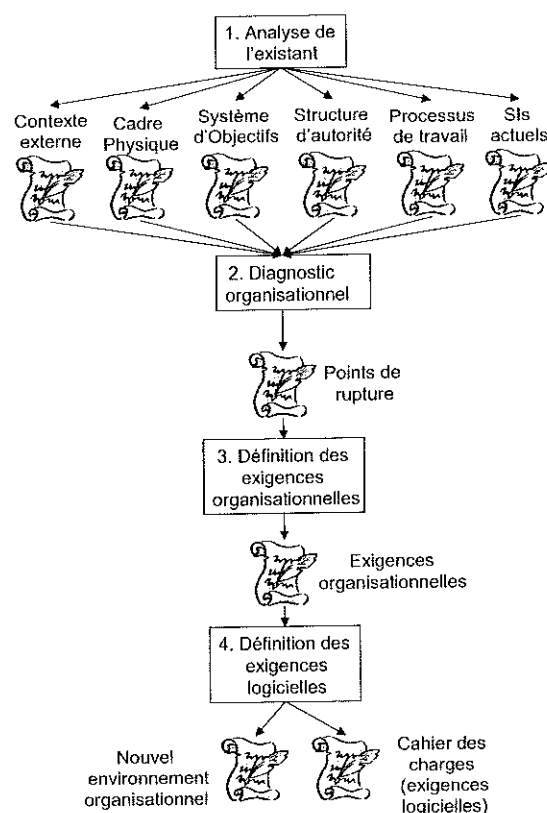 1. Analyse de
l'existant
Contexte
externe
Cadre
Physique
Système
d'Objectifs
Structure
d'autorité
Processus
de travail
SIs
actuels
2. Diagnostic
organisationnel
Points de
rupture
3. Définition des
exigences
organisationnelles
Exigences
organisationnelles
4. Définition des
exigences
logicielles
Nouvel
environnement
organisationnel
Cahier des
charges
(exigences
logicielles)